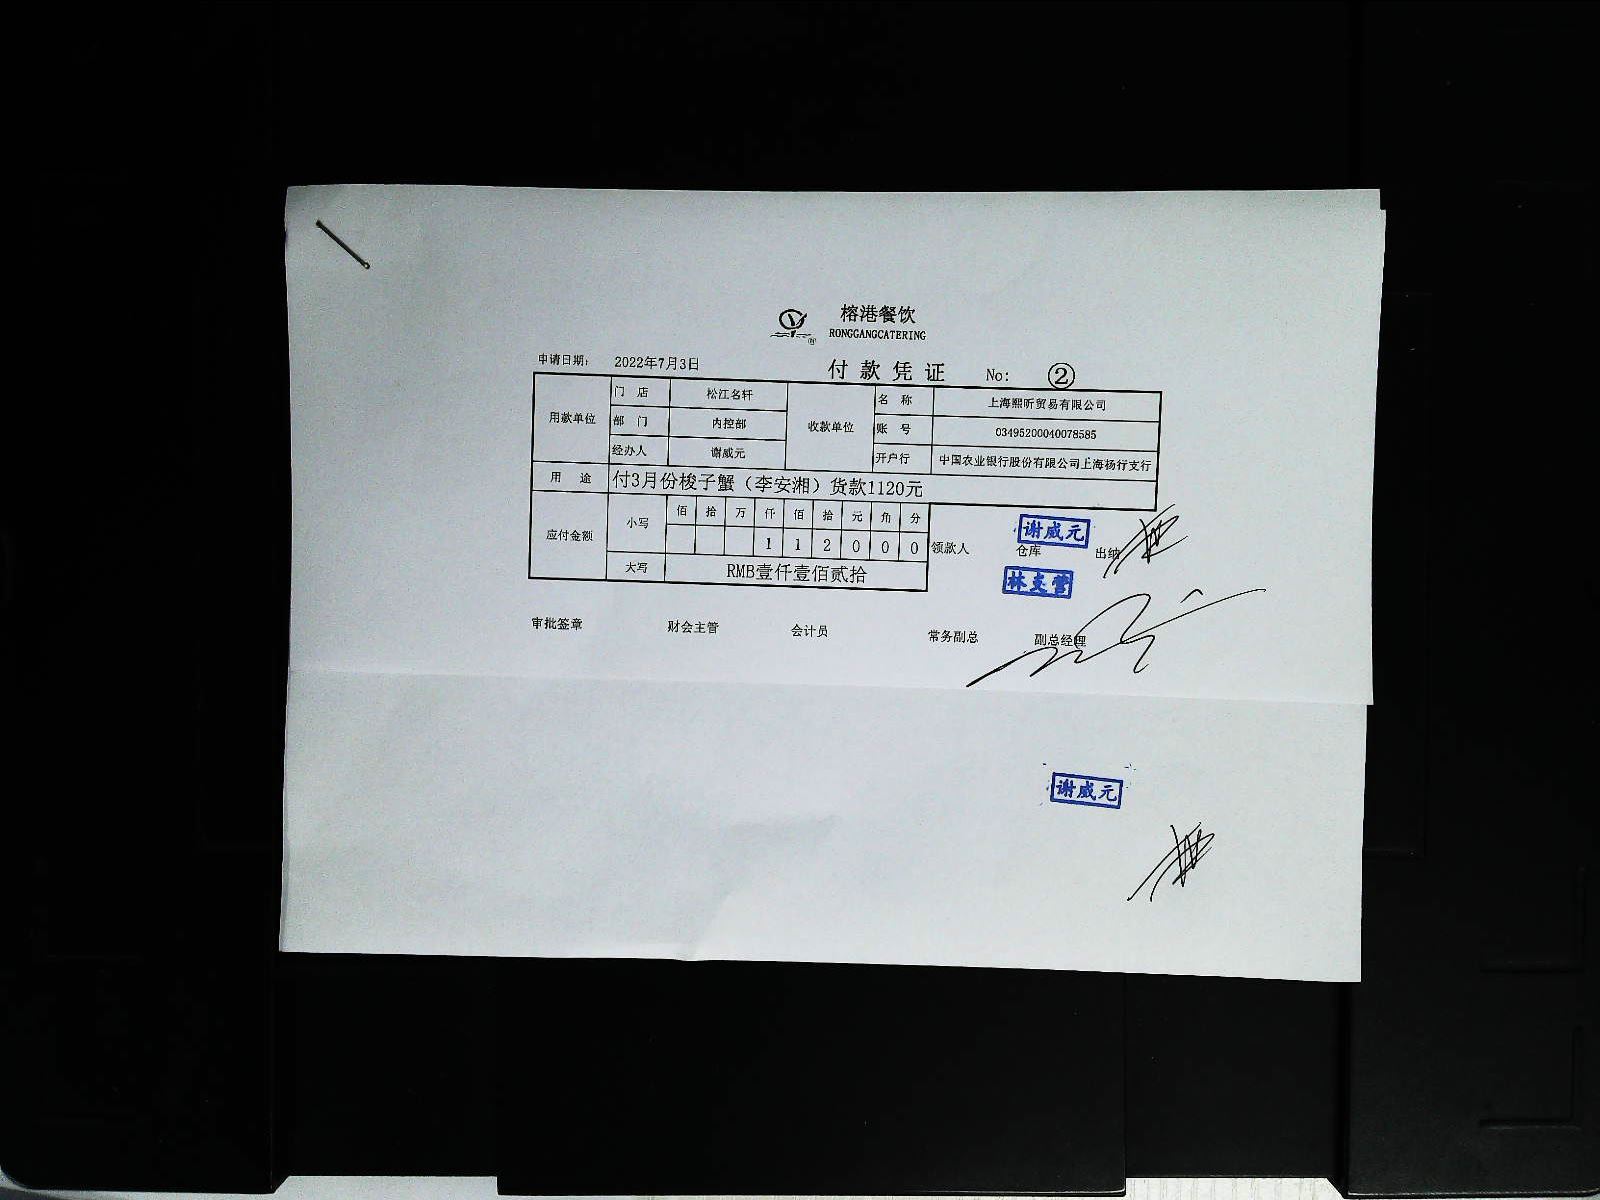 榕港餐饮
RONGGANGCATERING
申请日期: 2022年7月3日 付款凭证 No: ②
用款单位 门店 松江名轩 收款单位 名称 上海熙昕贸易有限公司
部门 内控部 账号 03495200040078585
经办人 谢威元 开户行 中国农业银行股份有限公司上海杨行支行
用途 付3月份梭子蟹（李安湘）货款1120元
应付金额 小写 佰 拾 万 仟 佰 拾 元 角 分
1 1 2 0 0 0
大写 RMB壹仟壹佰贰拾
领款人 仓库 出纳
谢威元
审批签章 财会主管 会计员 常务副总 副总经理
谢威元